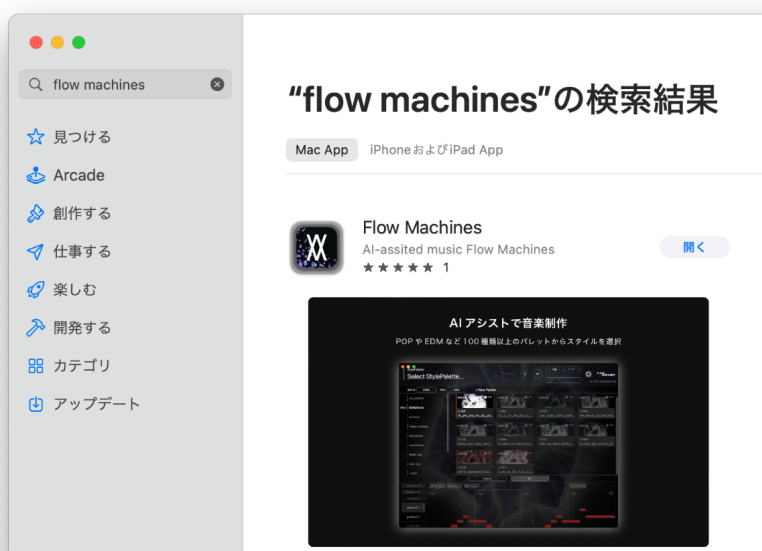 flow machines
見つける
Arcade
創作する
仕事する
楽しむ
開発する
カテゴリ
アップデート
“flow machines”の検索結果
Mac App
iPhoneおよびiPad App
Flow Machines
AI-assited music Flow Machines
1
開く
AI アシストで音楽制作
POP や EDM など 100 種類以上のパレットからスタイルを選択
Select StylePalette...